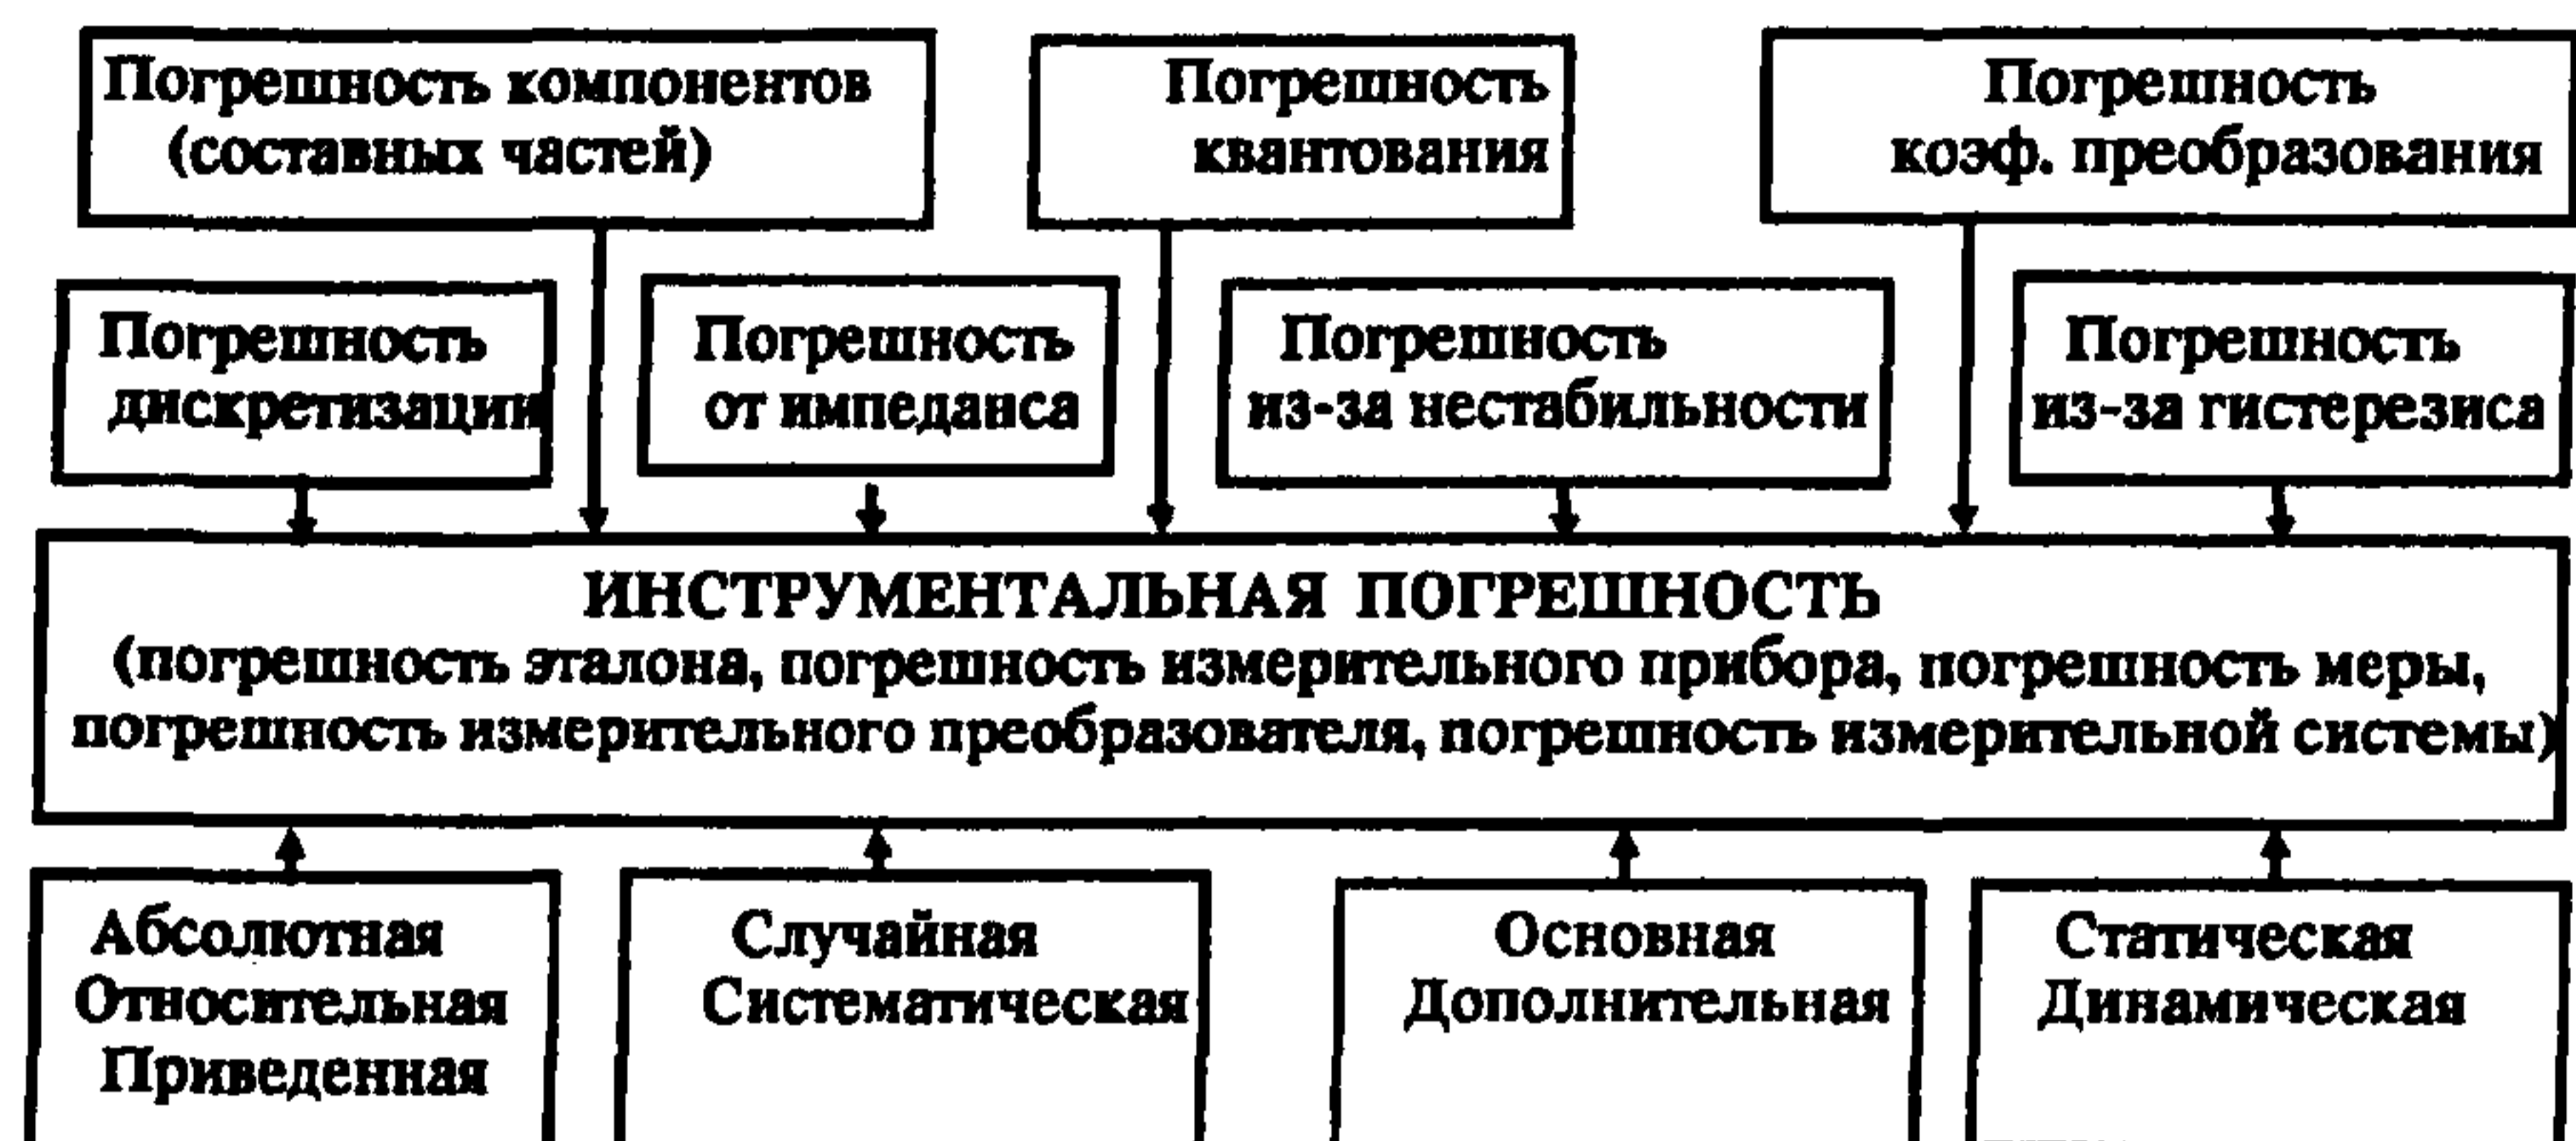 Погрешность компонентов
(составных частей)
Погрешность
квантования
Погрешность
коэф. преобразования
Погрешность
дискретизации
Погрешность
от импеданса
Погрешность
из-за нестабильности
Погрешность
из-за гистерезиса
ИНСТРУМЕНТАЛЬНАЯ ПОГРЕШНОСТЬ
(погрешность эталона, погрешность измерительного прибора, погрешность меры,
погрешность измерительного преобразователя, погрешность измерительной системы)
Абсолютная
Относительная
Приведенная
Случайная
Систематическая
Основная
Дополнительная
Статическая
Динамическая